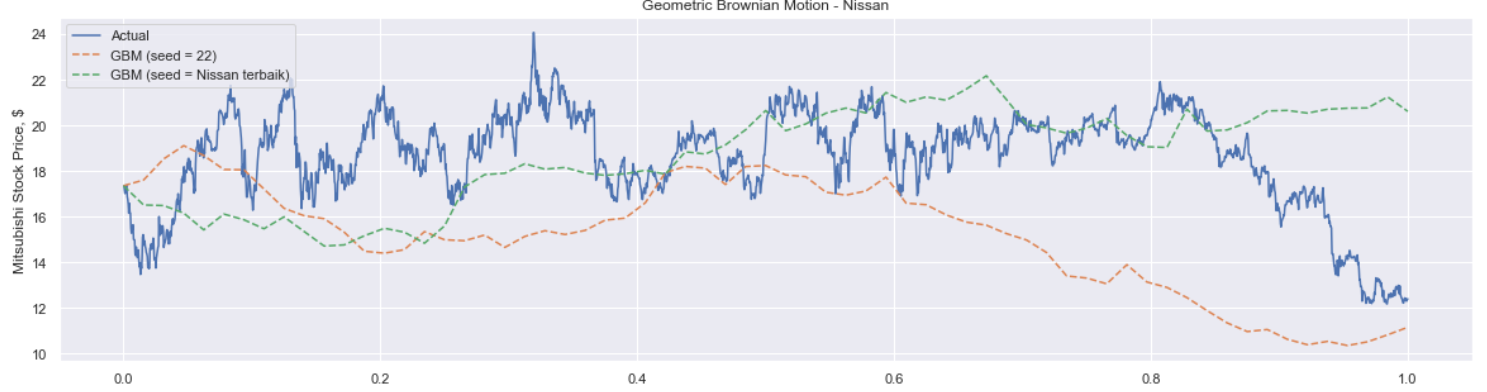 Geometric Brownian Motion - Nissan
Mitsubishi Stock Price, $
24
22
20
18
16
14
12
10
Actual
GBM (seed = 22)
GBM (seed = Nissan terbaik)
0.0 0.2 0.4 0.6 0.8 1.0